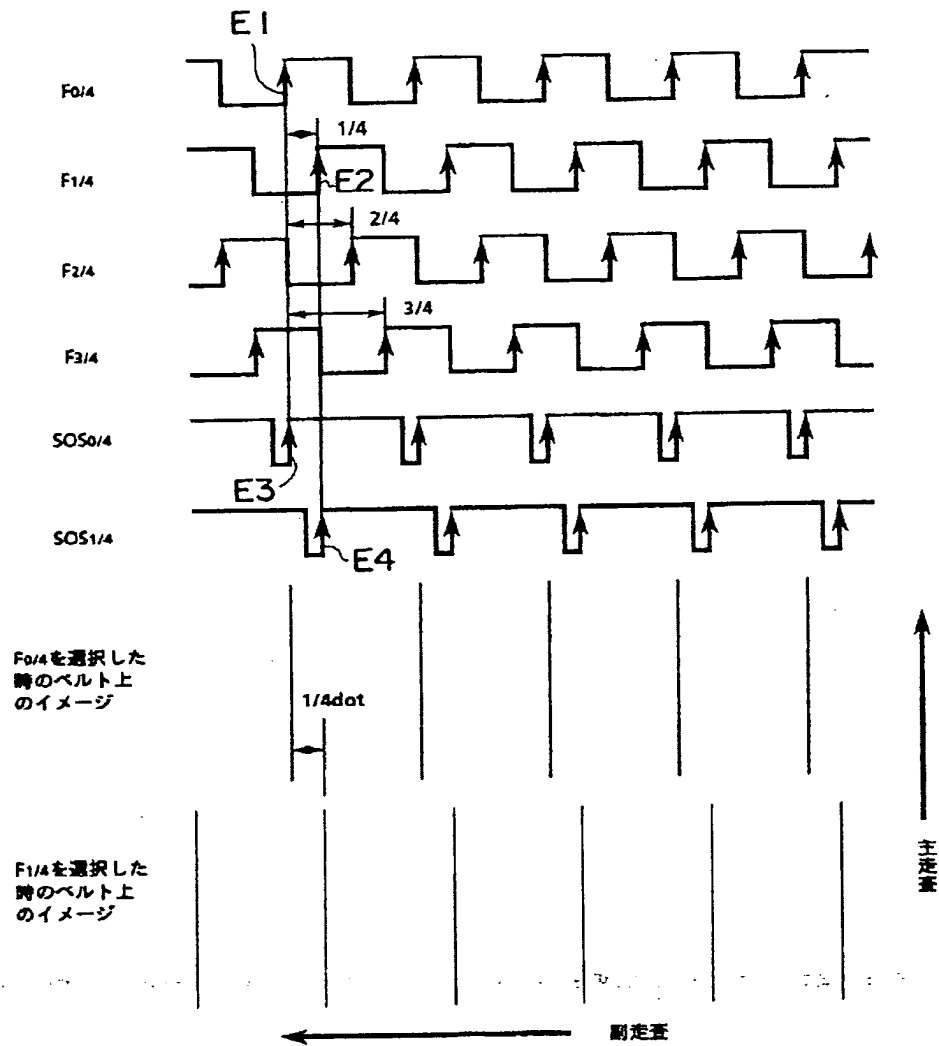 E1
F0/4
1/4
F1/4
E2
2/4
F2/4
3/4
F3/4
SOS0/4
E3
SOS1/4
E4
F0/4を選択した
時のベルト上
のイメージ
1/4dot
主走査
F1/4を選択した
時のベルト上
のイメージ
副走査